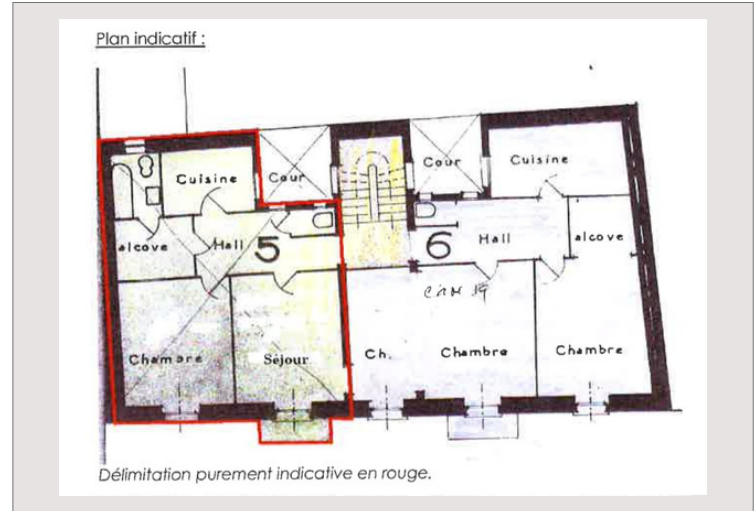 Plan indicatif :
Cuisine
Cour
Cour
Cuisine
alcove
Hall
5
6
Hall
alcove
Chambre
Séjour
Ch.
Chambre
Chambre
Délimitation purement indicative en rouge.